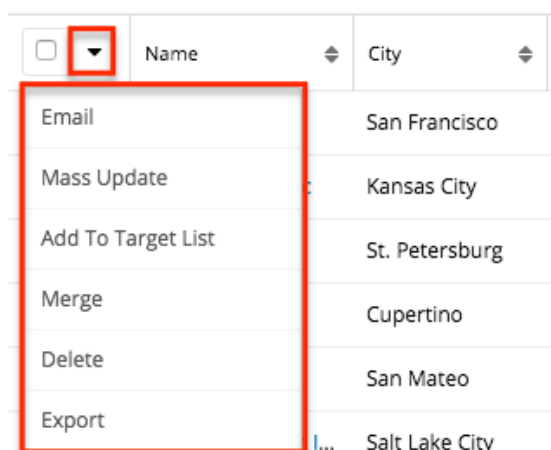 Name City
Email San Francisco
Mass Update Kansas City
Add To Target List St. Petersburg
Merge Cupertino
Delete San Mateo
Export Salt Lake City